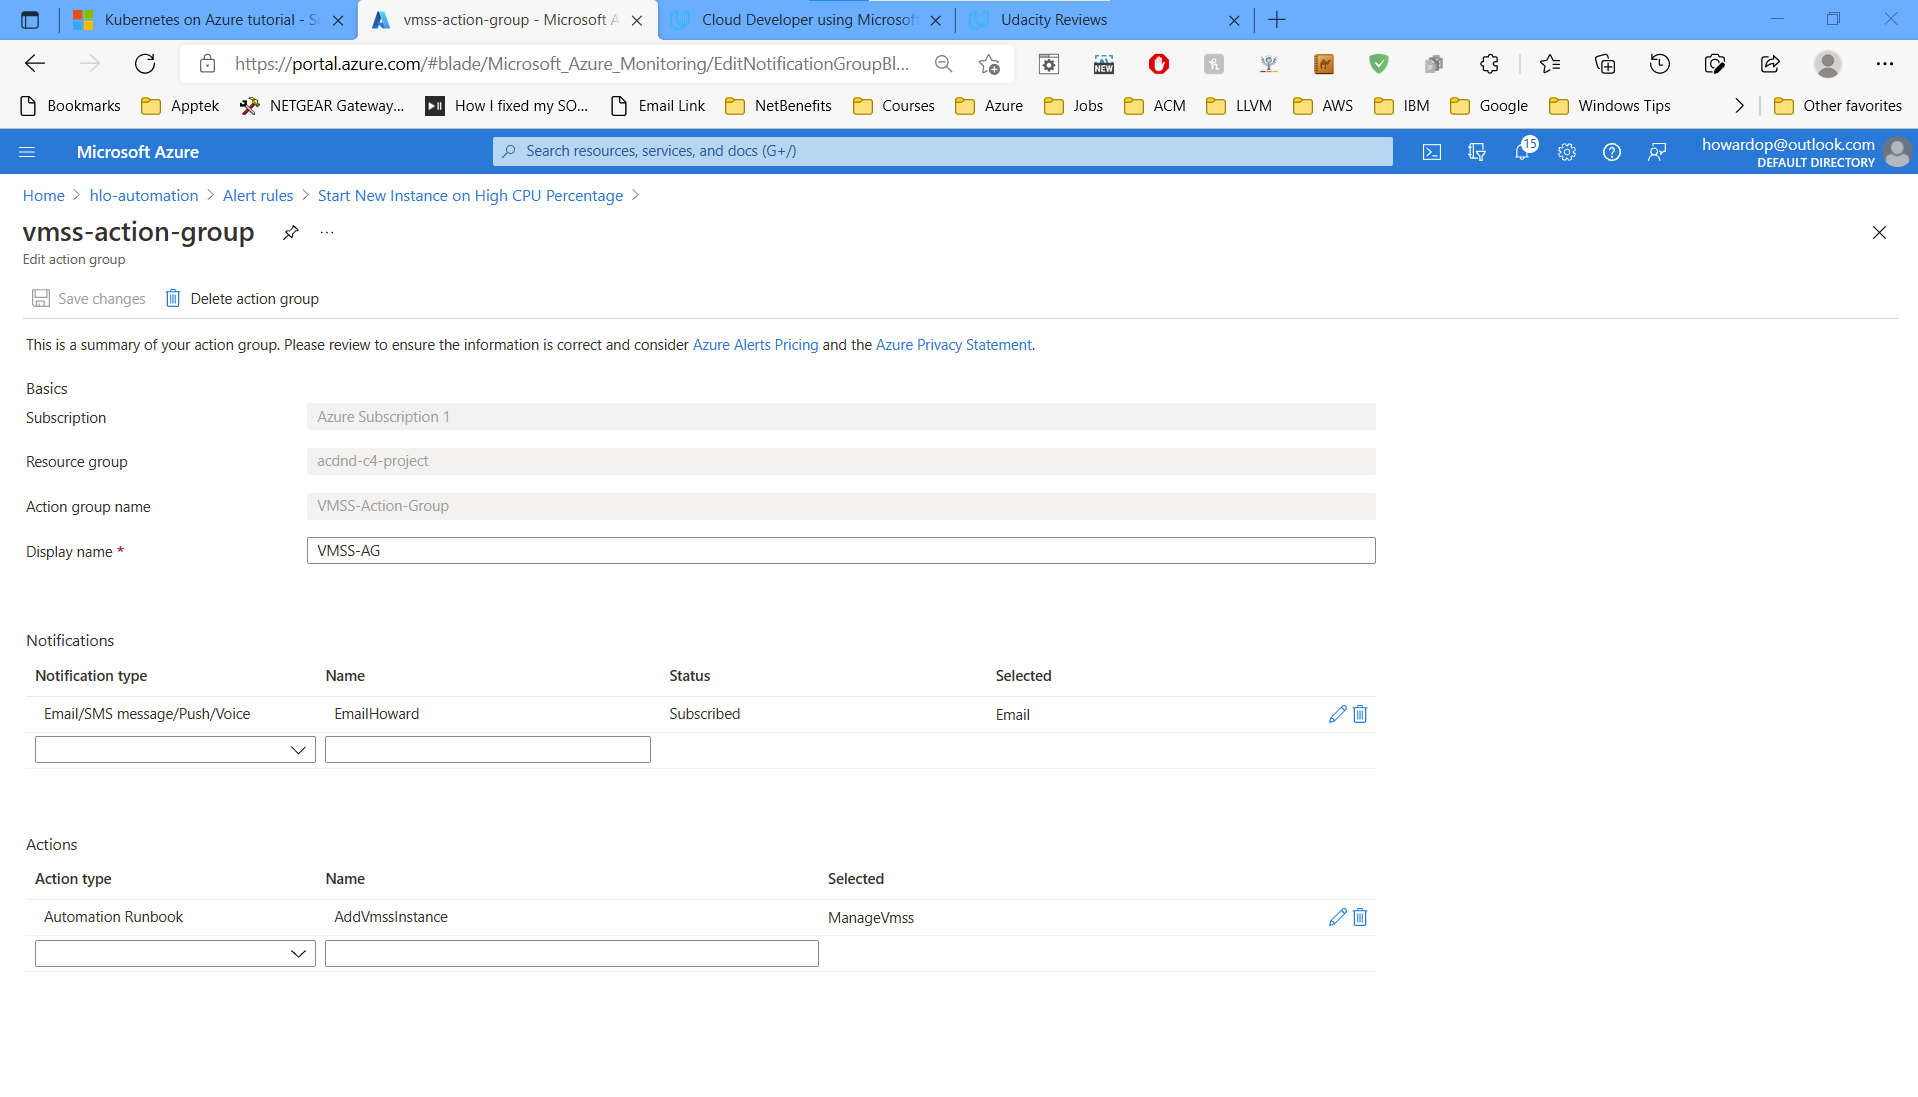 Kubernetes on Azure tutorial - S
vmss-action-group - Microsoft A
Cloud Developer using Microsof
Udacity Reviews
https://portal.azure.com/#blade/Microsoft_Azure_Monitoring/EditNotificationGroupBl...
NEW
Bookmarks
Apptek
NETGEAR Gateway...
How I fixed my SO...
Email Link
NetBenefits
Courses
Azure
Jobs
ACM
LLVM
AWS
IBM
Google
Windows Tips
Other favorites
Microsoft Azure
Search resources, services, and docs (G+/)
15
howardop@outlook.com
DEFAULT DIRECTORY
Home > hlo-automation > Alert rules > Start New Instance on High CPU Percentage >
vmss-action-group ...
Edit action group
Save changes
Delete action group
This is a summary of your action group. Please review to ensure the information is correct and consider Azure Alerts Pricing and the Azure Privacy Statement.
Basics
Subscription
Azure Subscription 1
Resource group
acdnd-c4-project
Action group name
VMSS-Action-Group
Display name *
VMSS-AG
Notifications
Notification type Name Status Selected
Email/SMS message/Push/Voice EmailHoward Subscribed Email
Actions
Action type Name Selected
Automation Runbook AddVmssInstance ManageVmss